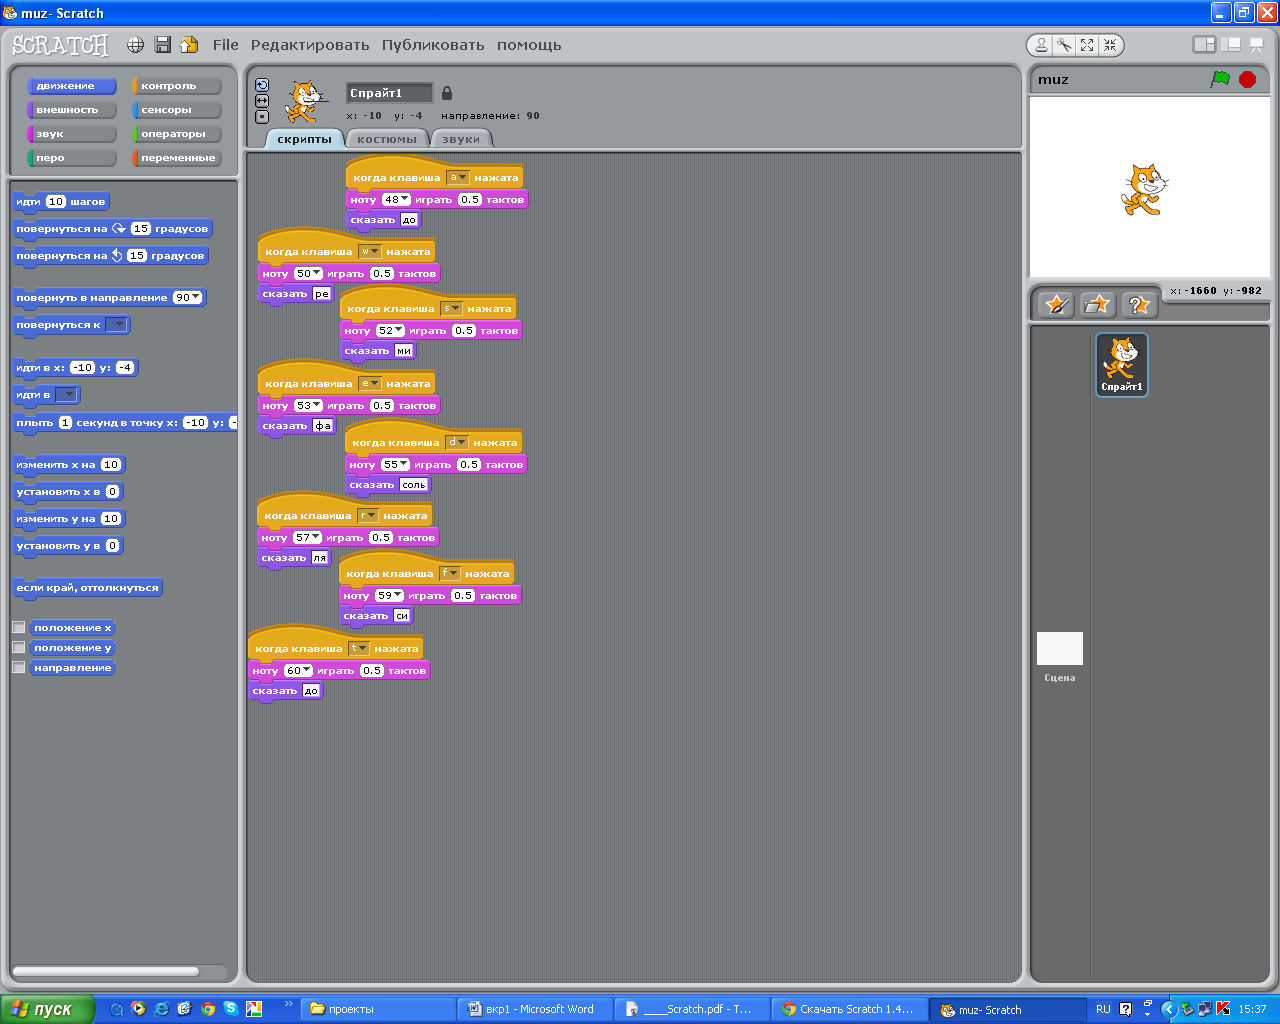 muz- Scratch
SCRATCH File Редактировать Публиковать помощь
движение контроль
внешность сенсоры
звук операторы
перо переменные
идти 10 шагов
повернуться на 15 градусов
повернуться на 15 градусов
повернуть в направление 90
повернуться к
идти в x: -10 y: -4
идти в
плыть 1 секунд в точку x: -10 y: -
изменить x на 10
установить x в 0
изменить y на 10
установить y в 0
если край, оттолкнуться
положение x
положение y
направление
Спрайт1
x: -10 y: -4 направление: 90
скрипты костюмы звуки
когда клавиша a нажата
ноту 48 играть 0.5 тактов
сказать до
когда клавиша w нажата
ноту 50 играть 0.5 тактов
сказать ре
когда клавиша s нажата
ноту 52 играть 0.5 тактов
сказать ми
когда клавиша e нажата
ноту 53 играть 0.5 тактов
сказать фа
когда клавиша d нажата
ноту 55 играть 0.5 тактов
сказать соль
когда клавиша r нажата
ноту 57 играть 0.5 тактов
сказать ля
когда клавиша f нажата
ноту 59 играть 0.5 тактов
сказать си
когда клавиша t нажата
ноту 60 играть 0.5 тактов
сказать до
muz
x: -1660 y: -982
Спрайт1
Сцена
пуск проекты вкр1 - Microsoft Word ____Scratch.pdf - T... Скачать Scratch 1.4... muz- Scratch RU 15:37